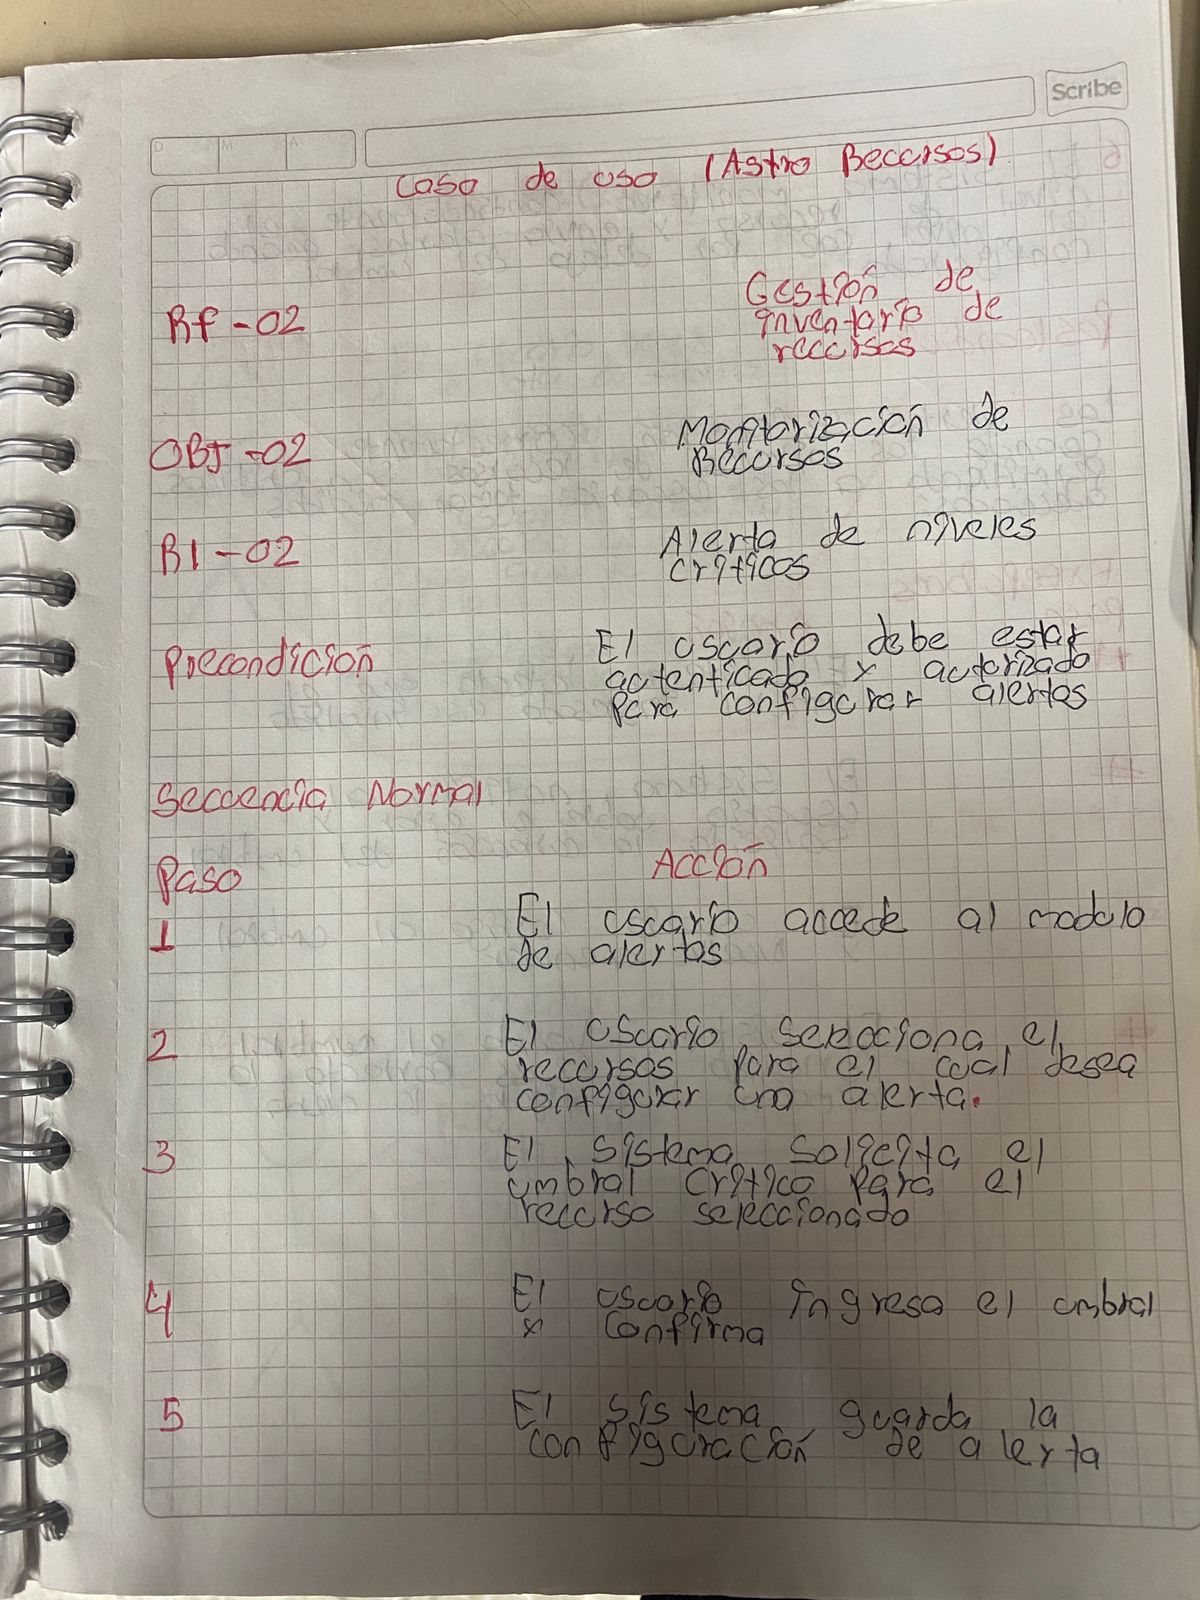 Scribe
D M A
Caso de uso (Astro Recursos)
Rf-02 Gestión de
inventario de
recursos
OBJ-02 Monitorización de
Recursos
RI-02 Alerta de niveles
criticos
Precondición El usuario debe estar
autenticado y autorizado
para configurar alertas
Secuencia Normal
Paso Acción
1 El usuario accede al modulo
de alertas
2 El usuario selecciona el
recursos para el cual desea
configurar una alerta.
3 El sistema solicita el
umbral critico para el
recurso seleccionado
4 El usuario ingresa el umbral
y confirma
5 El sistema guarda la
configuración de alerta